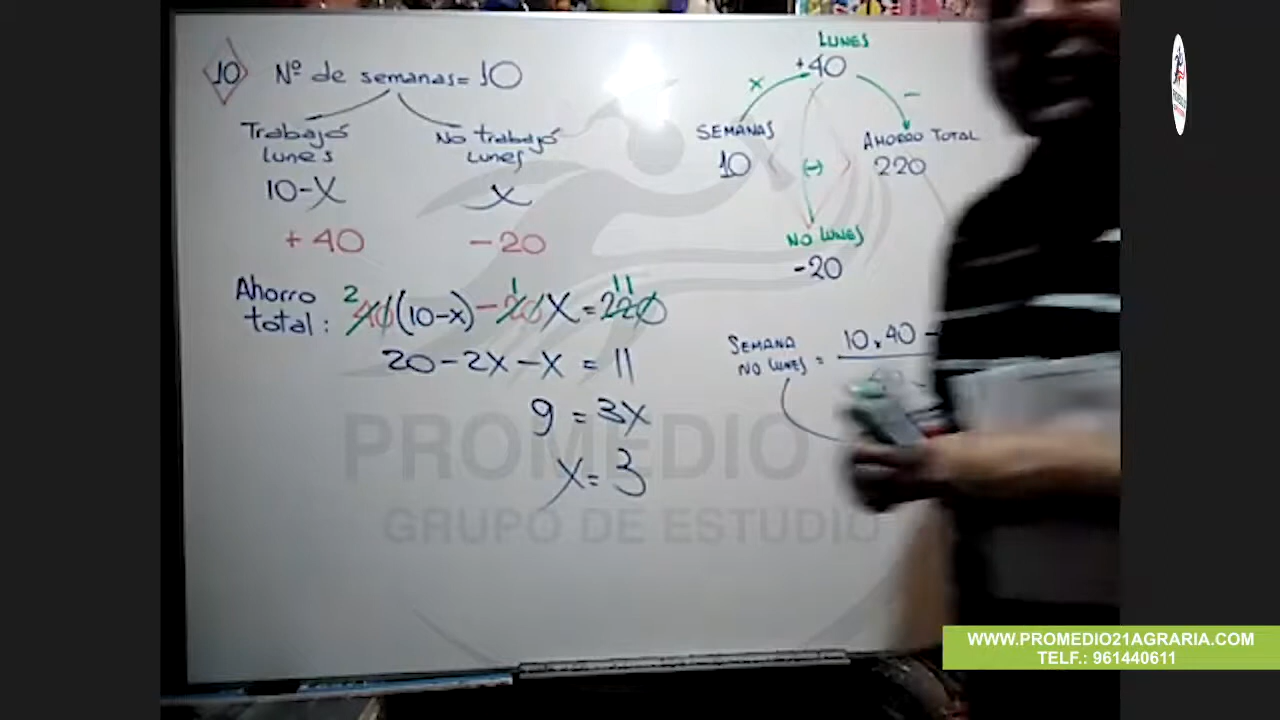 10 Nº de semanas= 10
Trabajó
lunes
10-x
+40
No trabajó
lunes
x
-20
Ahorro
total: 2 40(10-x) - 1 20x = 11 220
20-2x-x = 11
9 = 3x
x = 3
LUNES
+40
x
-
SEMANAS
10
(-)
AHORRO TOTAL
220
NO LUNES
-20
SEMANA
NO LUNES = 10x40 -
PROMEDIO
GRUPO DE ESTUDIO
WWW.PROMEDIO21AGRARIA.COM
TELF.: 961440611